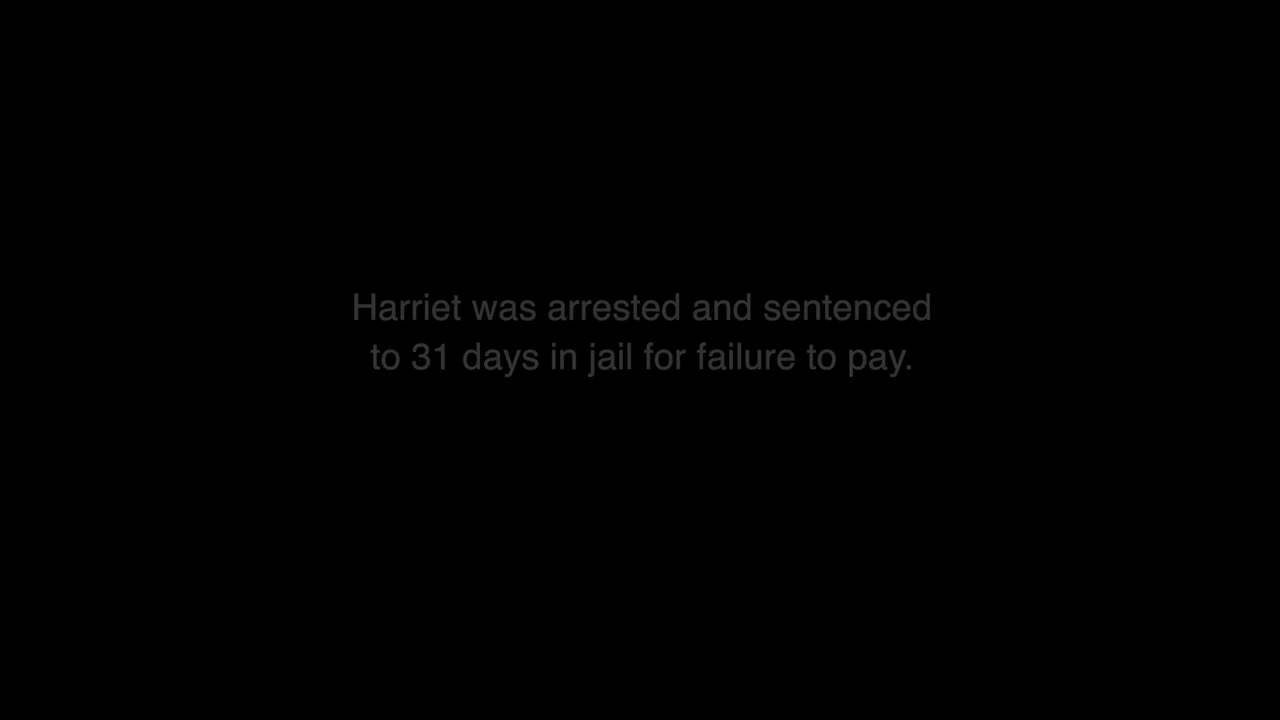 Harriet was arrested and sentenced
to 31 days in jail for failure to pay.